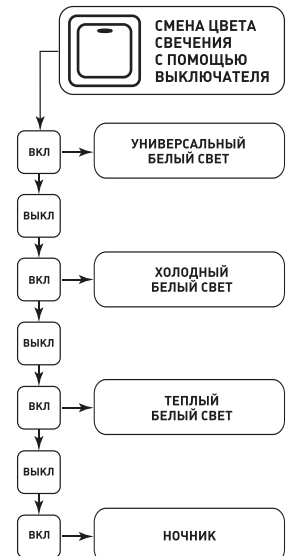 СМЕНА ЦВЕТА
СВЕЧЕНИЯ
С ПОМОЩЬЮ
ВЫКЛЮЧАТЕЛЯ
ВКЛ
УНИВЕРСАЛЬНЫЙ
БЕЛЫЙ СВЕТ
ВЫКЛ
ВКЛ
ХОЛОДНЫЙ
БЕЛЫЙ СВЕТ
ВЫКЛ
ВКЛ
ТЕПЛЫЙ
БЕЛЫЙ СВЕТ
ВЫКЛ
ВКЛ
НОЧНИК